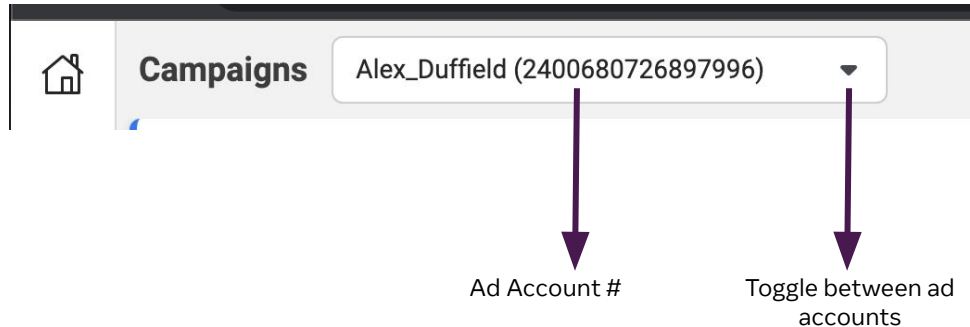 Campaigns Alex_Duffield (2400680726897996)
Ad Account # Toggle between ad
accounts